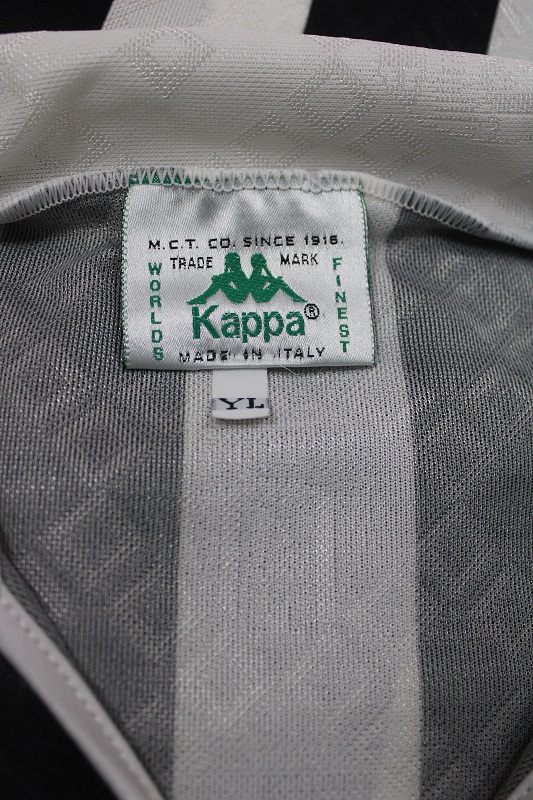 M.C.T. CO. SINCE 1916.
TRADE MARK
WORLDS
FINEST
Kappa®
MADE IN ITALY
YL